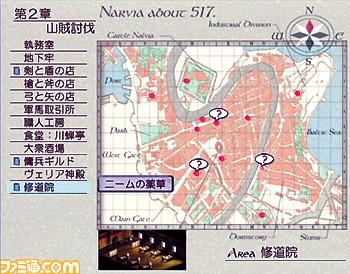 第2章
山賊討伐
執務室
地下牢
剣と盾の店
槍と斧の店
弓と矢の店
軍馬取引所
職人工房
食堂：川蝉亭
大衆酒場
傭兵ギルド
ヴェリア神殿
修道院
NARVIA ABOUT 517.
Industrial Division
Castle Narvia
N
W
E
S
Port
Park
West Gate
Main Gate
Baltic Sea
Dormitory
Slums
?
?
?
?
ニームの薬草
AREA 修道院
ファミ通.com